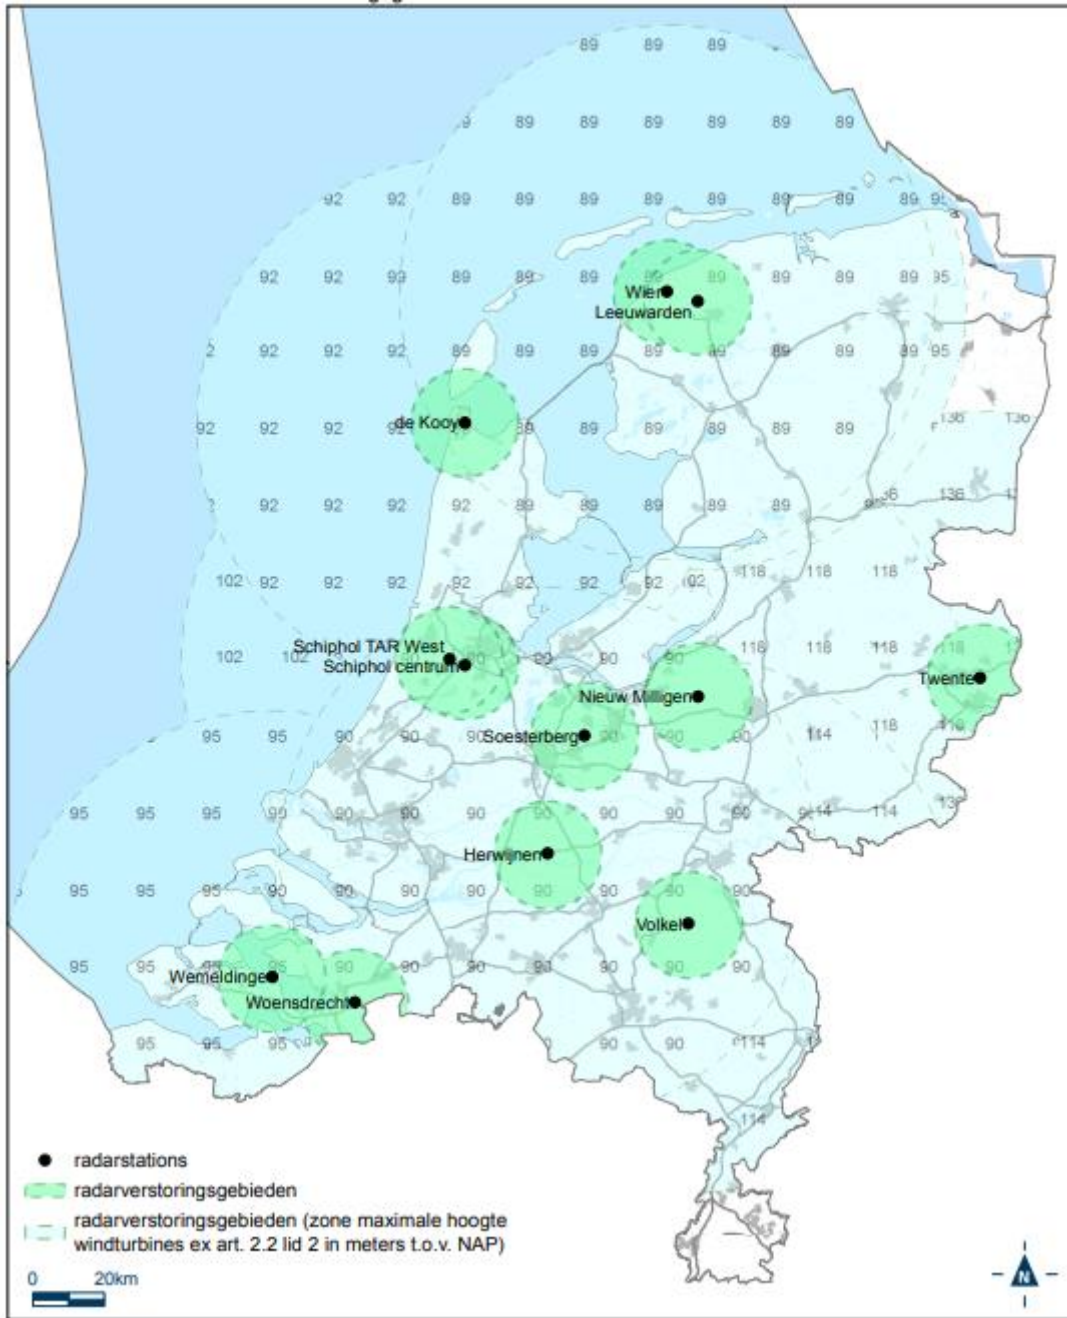 89 89 89
89 89 89 89 89 89
92 92 89 89 89 89 89 89 89
92 92 93 89 89 89 89 89 89 89 95
Wier
Leeuwarden
92 92 92 89 89 89 89 89 89 89 95
136 136
de Kooy
92 92 92 89 89 89 89 89
92 92 92 92 89 89 89 89 89 136
102 92 92 92 92 92 92 92 92 118 118 118
Schiphol TAR West
102 102 90 90 90 90 118 118 118
Schiphol centrum
Twente
Nieuw Milligen
95 95 90 90 90 90 90 90 114 118 118
Soesterberg
95 95 95 95 90 90 90 90 90 90 114 114
Herwijnen
95 95 95 95 90 90 90 90 90 90 90
Volkel
95 95 95 95 90 90 90 90 90 90
Wemeldinge
Woensdrecht
95 95 95 90 90 114
114
radarstations
radarverstoringsgebieden
radarverstoringsgebieden (zone maximale hoogte
windturbines ex art. 2.2 lid 2 in meters t.o.v. NAP)
0 20km
N